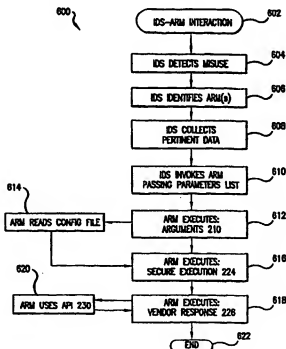 600
IDS-ARM INTERACTION
602
IDS DETECTS MISUSE
604
IDS IDENTIFIES ARM(s)
606
IDS COLLECTS
PERTINENT DATA
608
IDS INVOKES ARM
PASSING PARAMETERS LIST
610
614
ARM READS CONFIG FILE
ARM EXECUTES:
ARGUMENTS 210
612
ARM EXECUTES:
SECURE EXECUTION 224
616
620
ARM USES API 230
ARM EXECUTES:
VENDOR RESPONSE 226
618
END
622